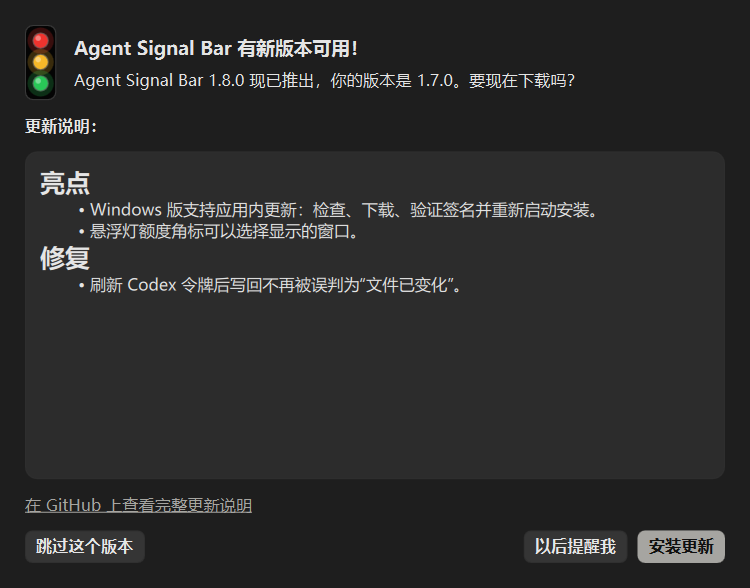 Agent Signal Bar 有新版本可用！
Agent Signal Bar 1.8.0 现已推出，你的版本是 1.7.0。要现在下载吗？
更新说明：
亮点
• Windows 版支持应用内更新：检查、下载、验证签名并重新启动安装。
• 悬浮灯额度角标可以选择显示的窗口。
修复
• 刷新 Codex 令牌后写回不再被误判为“文件已变化”。
在 GitHub 上查看完整更新说明
跳过这个版本
以后提醒我
安装更新